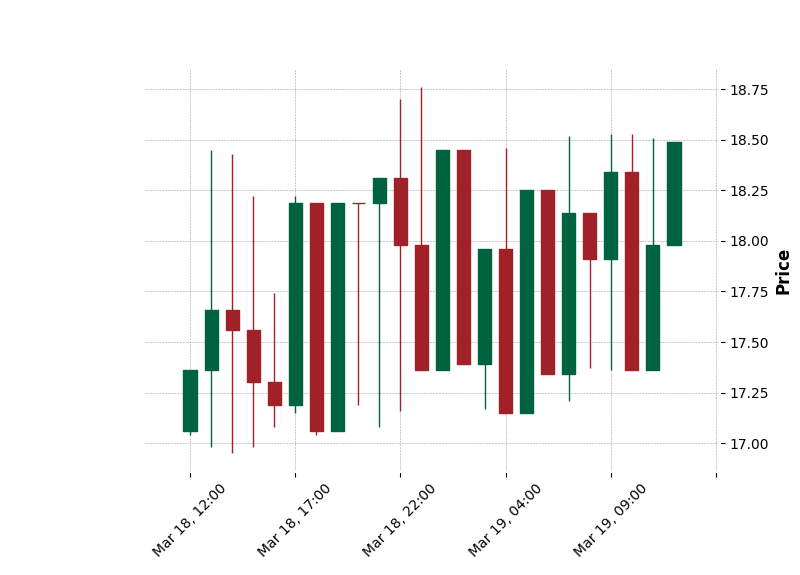 18.75
18.50
18.25
18.00
17.75
17.50
17.25
17.00
Price
Mar 18, 12:00
Mar 18, 17:00
Mar 18, 22:00
Mar 19, 04:00
Mar 19, 09:00